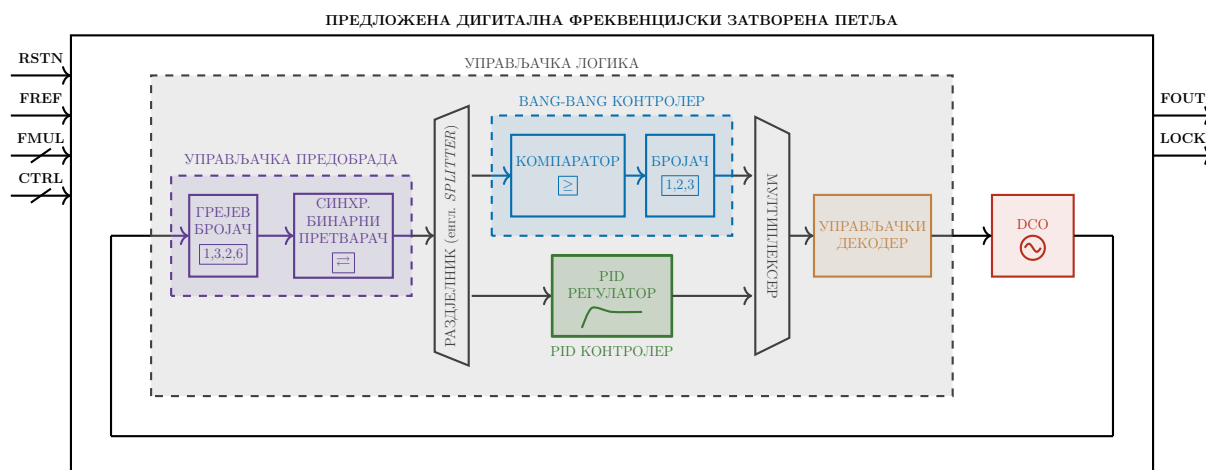 ПРЕДЛОЖЕНА ДИГИТАЛНА ФРЕКВЕНЦИЈСКИ ЗАТВОРЕНА ПЕТЉА
RSTN
FREF
FMUL
CTRL
УПРАВЉАЧКА ЛОГИКА
УПРАВЉАЧКА ПРЕДОБРАДА
ГРЕЈЕВ
БРОЈАЧ
1,3,2,6
СИНХР.
БИНАРНИ
ПРЕТВАРАЧ
⇄
РАЗДЈЕЛНИК (енгл. SPLITTER)
BANG-BANG КОНТРОЛЕР
КОМПАРАТОР
≥
БРОЈАЧ
1,2,3
PID
РЕГУЛАТОР
PID КОНТРОЛЕР
МУЛТИПЛЕКСЕР
УПРАВЉАЧКИ
ДЕКОДЕР
DCO
FOUT
LOCK